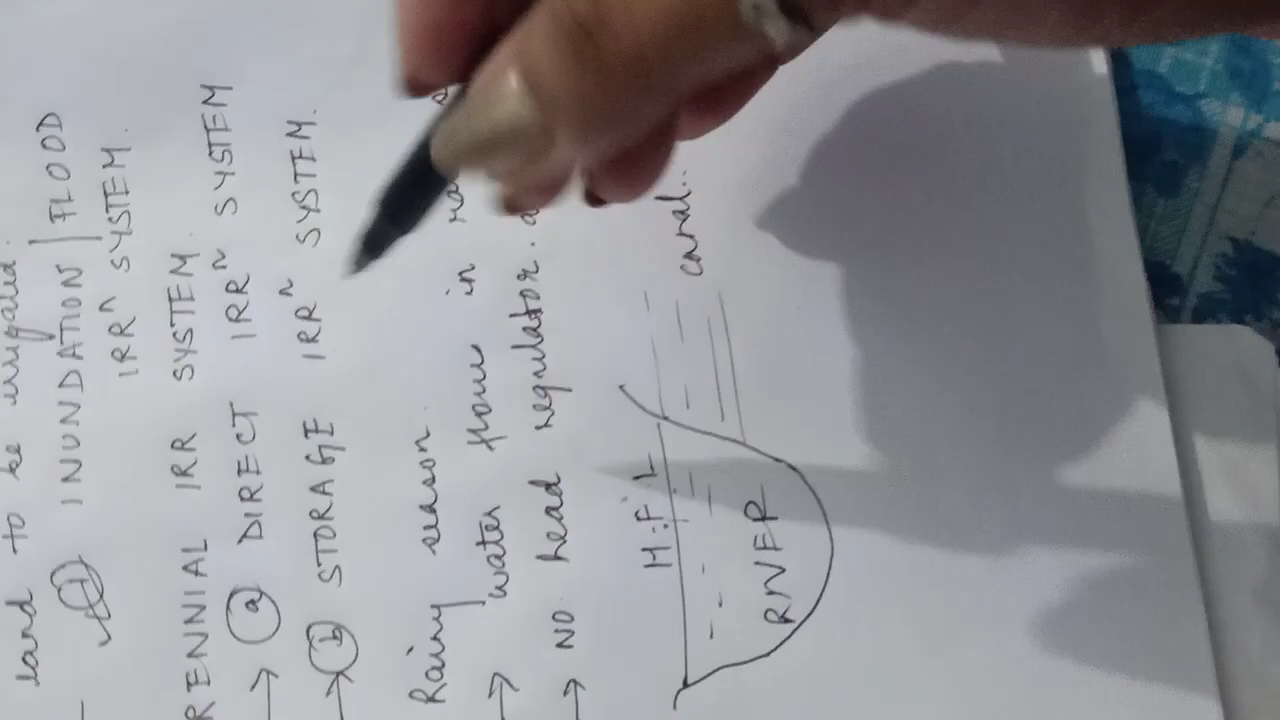 land to be irrigated.
① INUNDATION | FLOOD
IRRⁿ SYSTEM.
RENNIAL IRR SYSTEM.
→ ⓐ DIRECT IRRⁿ SYSTEM
→ ⓑ STORAGE IRRⁿ SYSTEM.
Rainy season.
→ water flows in
→ NO head regulator.
H.F.L
canal..
RIVER